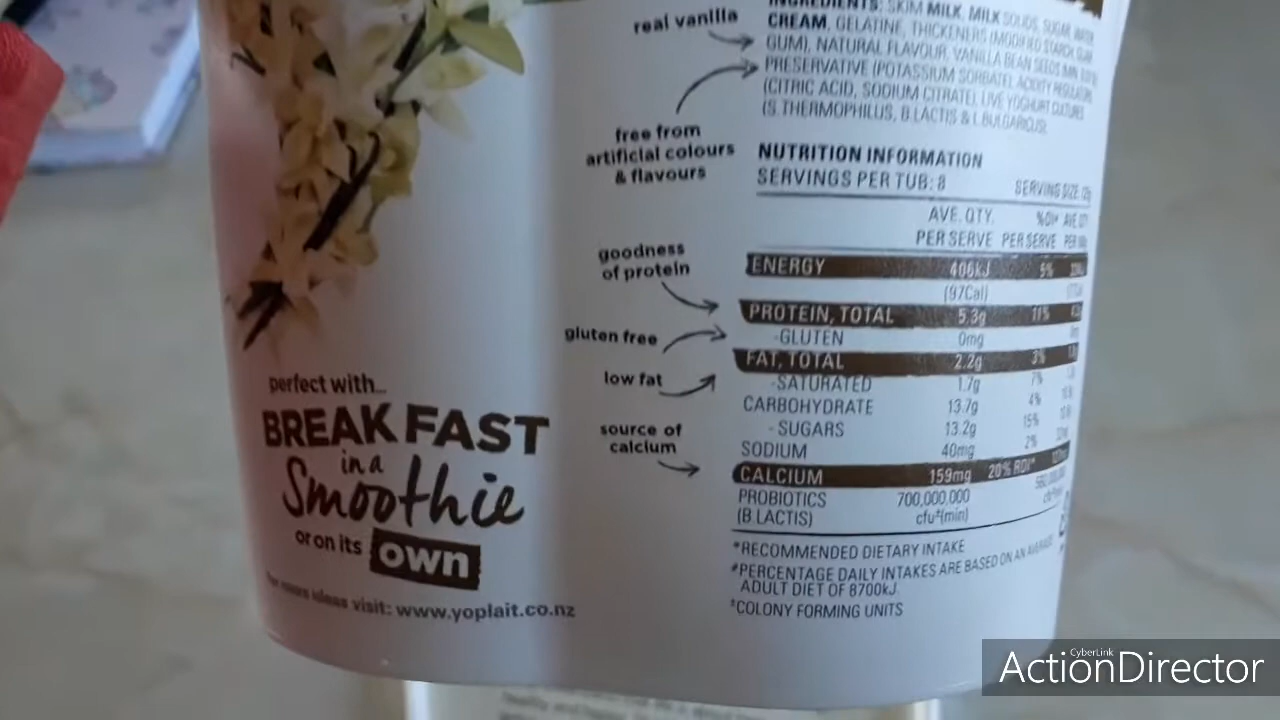 real vanilla
free from
artificial colours
& flavours
goodness
of protein
gluten free
low fat
source of
calcium
perfect with...
BREAKFAST
in a
Smoothie
or on its own
more ideas visit: www.yoplait.co.nz
INGREDIENTS: SKIM MILK, MILK SOLIDS, SUGAR, WATER,
CREAM, GELATINE, THICKENERS (MODIFIED STARCH, GUAR
GUM), NATURAL FLAVOUR, VANILLA BEAN SEEDS
PRESERVATIVE (POTASSIUM SORBATE), ACIDITY REGULATORS
(CITRIC ACID, SODIUM CITRATE), LIVE YOGHURT CULTURES
(S.THERMOPHILUS, B.LACTIS & L.BULGARICUS).
NUTRITION INFORMATION
SERVINGS PER TUB: 8 SERVING SIZE:
AVE. QTY. %DI# AVE. QTY
PER SERVE PER SERVE PER
ENERGY 406kJ 5%
(97Cal)
PROTEIN, TOTAL 5.3g 11%
-GLUTEN 0mg
FAT, TOTAL 2.2g 3%
-SATURATED 1.7g 7%
CARBOHYDRATE 13.7g 4%
- SUGARS 13.2g 15%
SODIUM 40mg 2%
CALCIUM 159mg 20% RDI*
PROBIOTICS 700,000,000
(B.LACTIS) cfu‡(min)
*RECOMMENDED DIETARY INTAKE
#PERCENTAGE DAILY INTAKES ARE BASED ON AN AVERAGE
ADULT DIET OF 8700kJ
‡COLONY FORMING UNITS
CyberLink
ActionDirector